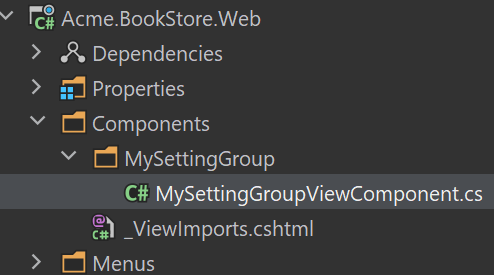 Acme.BookStore.Web
Dependencies
Properties
Components
MySettingGroup
C# MySettingGroupViewComponent.cs
_ViewImports.cshtml
Menus